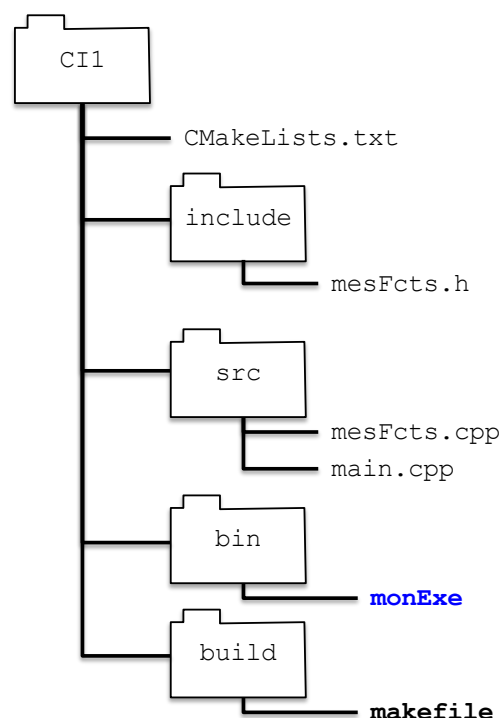 CI1
CMakeLists.txt
include
mesFcts.h
src
mesFcts.cpp
main.cpp
bin
monExe
build
makefile